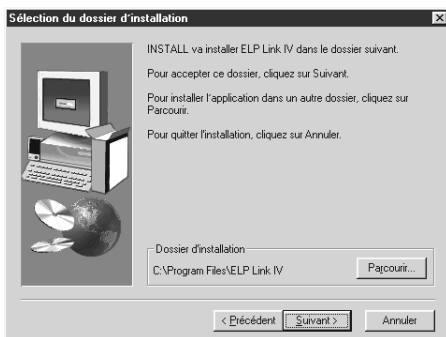 Sélection du dossier d'installation
INSTALL va installer ELP Link IV dans le dossier suivant.
Pour accepter ce dossier, cliquez sur Suivant.
Pour installer l'application dans un autre dossier, cliquez sur
Parcourir.
Pour quitter l'installation, cliquez sur Annuler.
Dossier d'installation
C:\Program Files\ELP Link IV
Parcourir...
< Précédent
Suivant >
Annuler